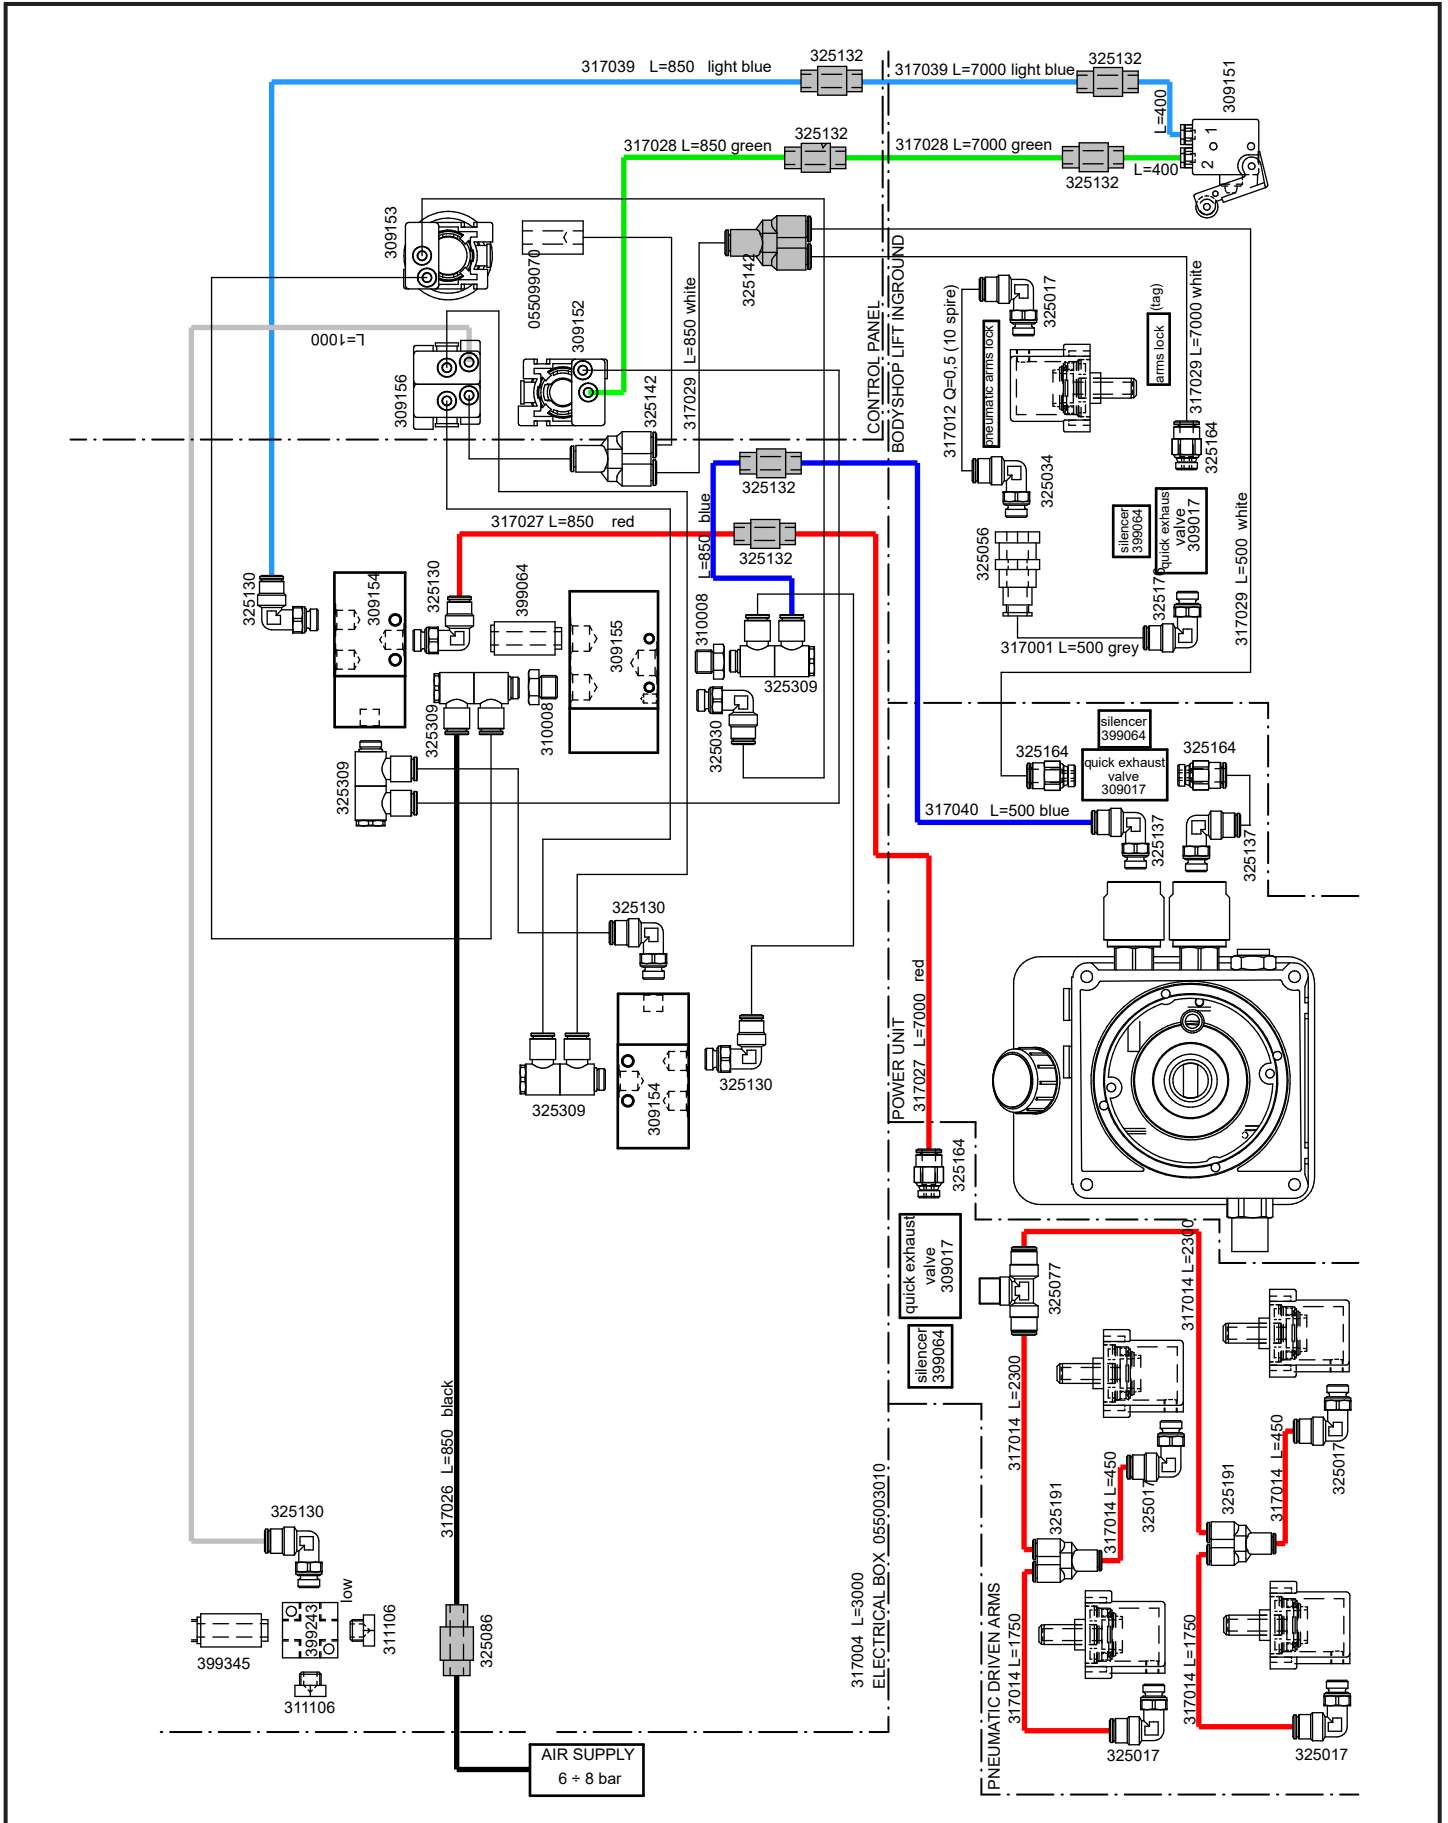 317039   L=850   light blue
325132
317039 L=7000 light blue
325132
309151
L=400
1
2
317028 L=850 green
325132
317028 L=7000 green
325132
L=400
309153
055099070
309152
325142
317029   L=850 white
325142
L=1000
309156
CONTROL PANEL
BODYSHOP LIFT INGROUND
317012 Q=0,5 (10 spire)
pneumatic arms lock
325017
arms lock
(tag)
317029 L=7000 white
325164
325034
325056
silencer
399064
quick exhaus
valve
309017
325170
317001 L=500 grey
317029 L=500 white
325132
L=850   blue
317027 L=850    red
325132
325130
309154
325130
399064
309155
310008
325309
325309
310008
325030
325309
silencer
399064
325164
quick exhaust
valve
309017
325164
317040   L=500 blue
325137
325137
325130
325130
325309
309154
POWER UNIT
317027   L=7000   red
325164
quick exhaust
valve
309017
silencer
399064
325077
317014 L=2300
317014  L=2300
317014 L=450
325017
325191
317014  L=450
325017
325191
317014 L=1750
317014 L=1750
325017
325017
PNEUMATIC DRIVEN ARMS
317026  L=850   black
317004  L=3000
ELECTRICAL BOX  055003010
325130
low
399243
311106
399345
311106
325086
AIR SUPPLY
6 ÷ 8 bar